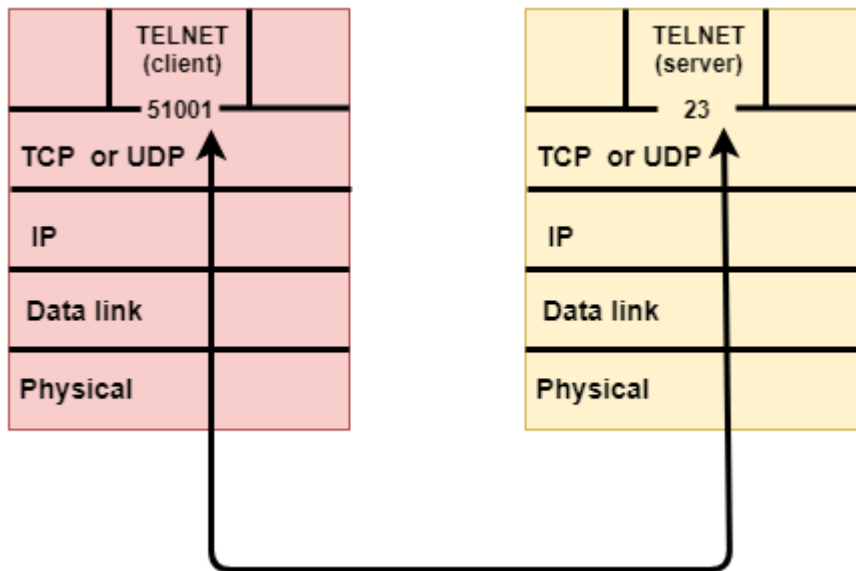 TELNET
(client)
51001
TCP or UDP
IP
Data link
Physical
TELNET
(server)
23
TCP or UDP
IP
Data link
Physical